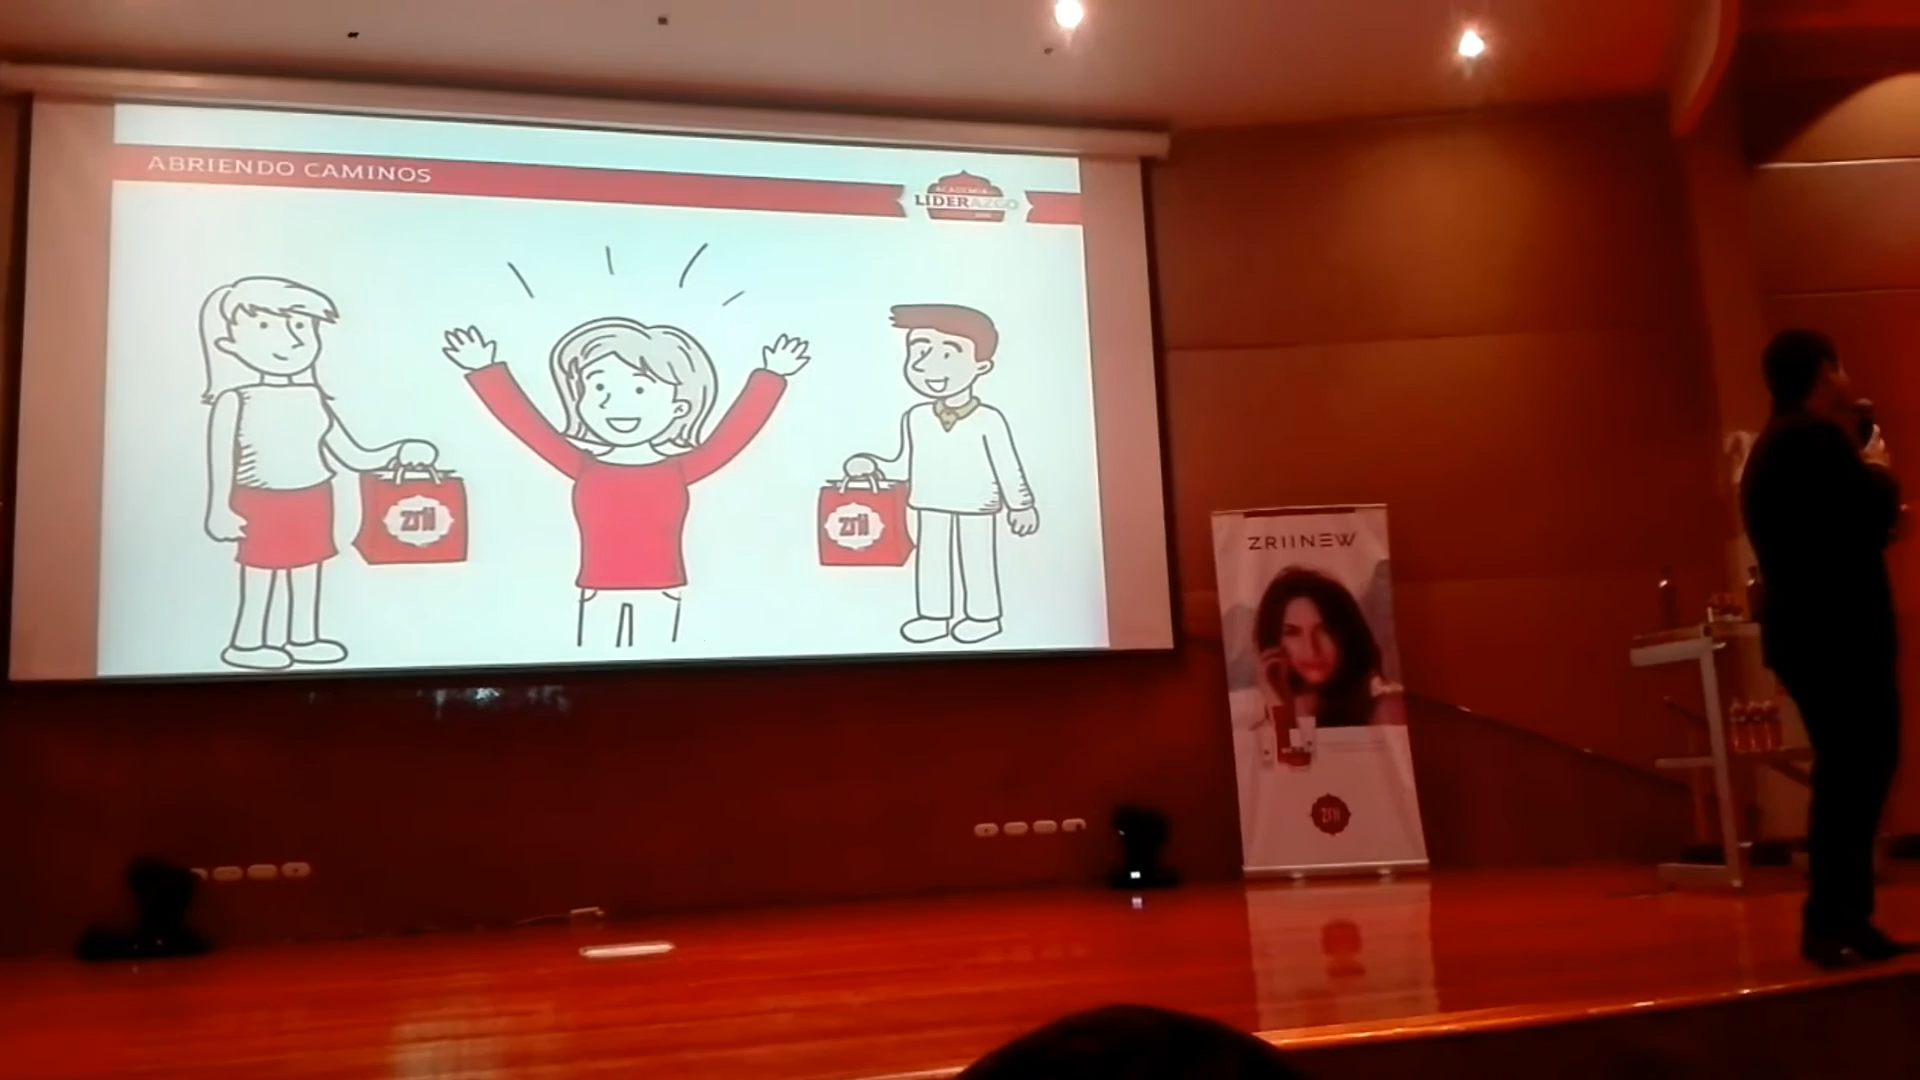 ABRIENDO CAMINOS
ACADEMIA
LIDERAZGO
zrii
zrii
ZRIINEW
zrii